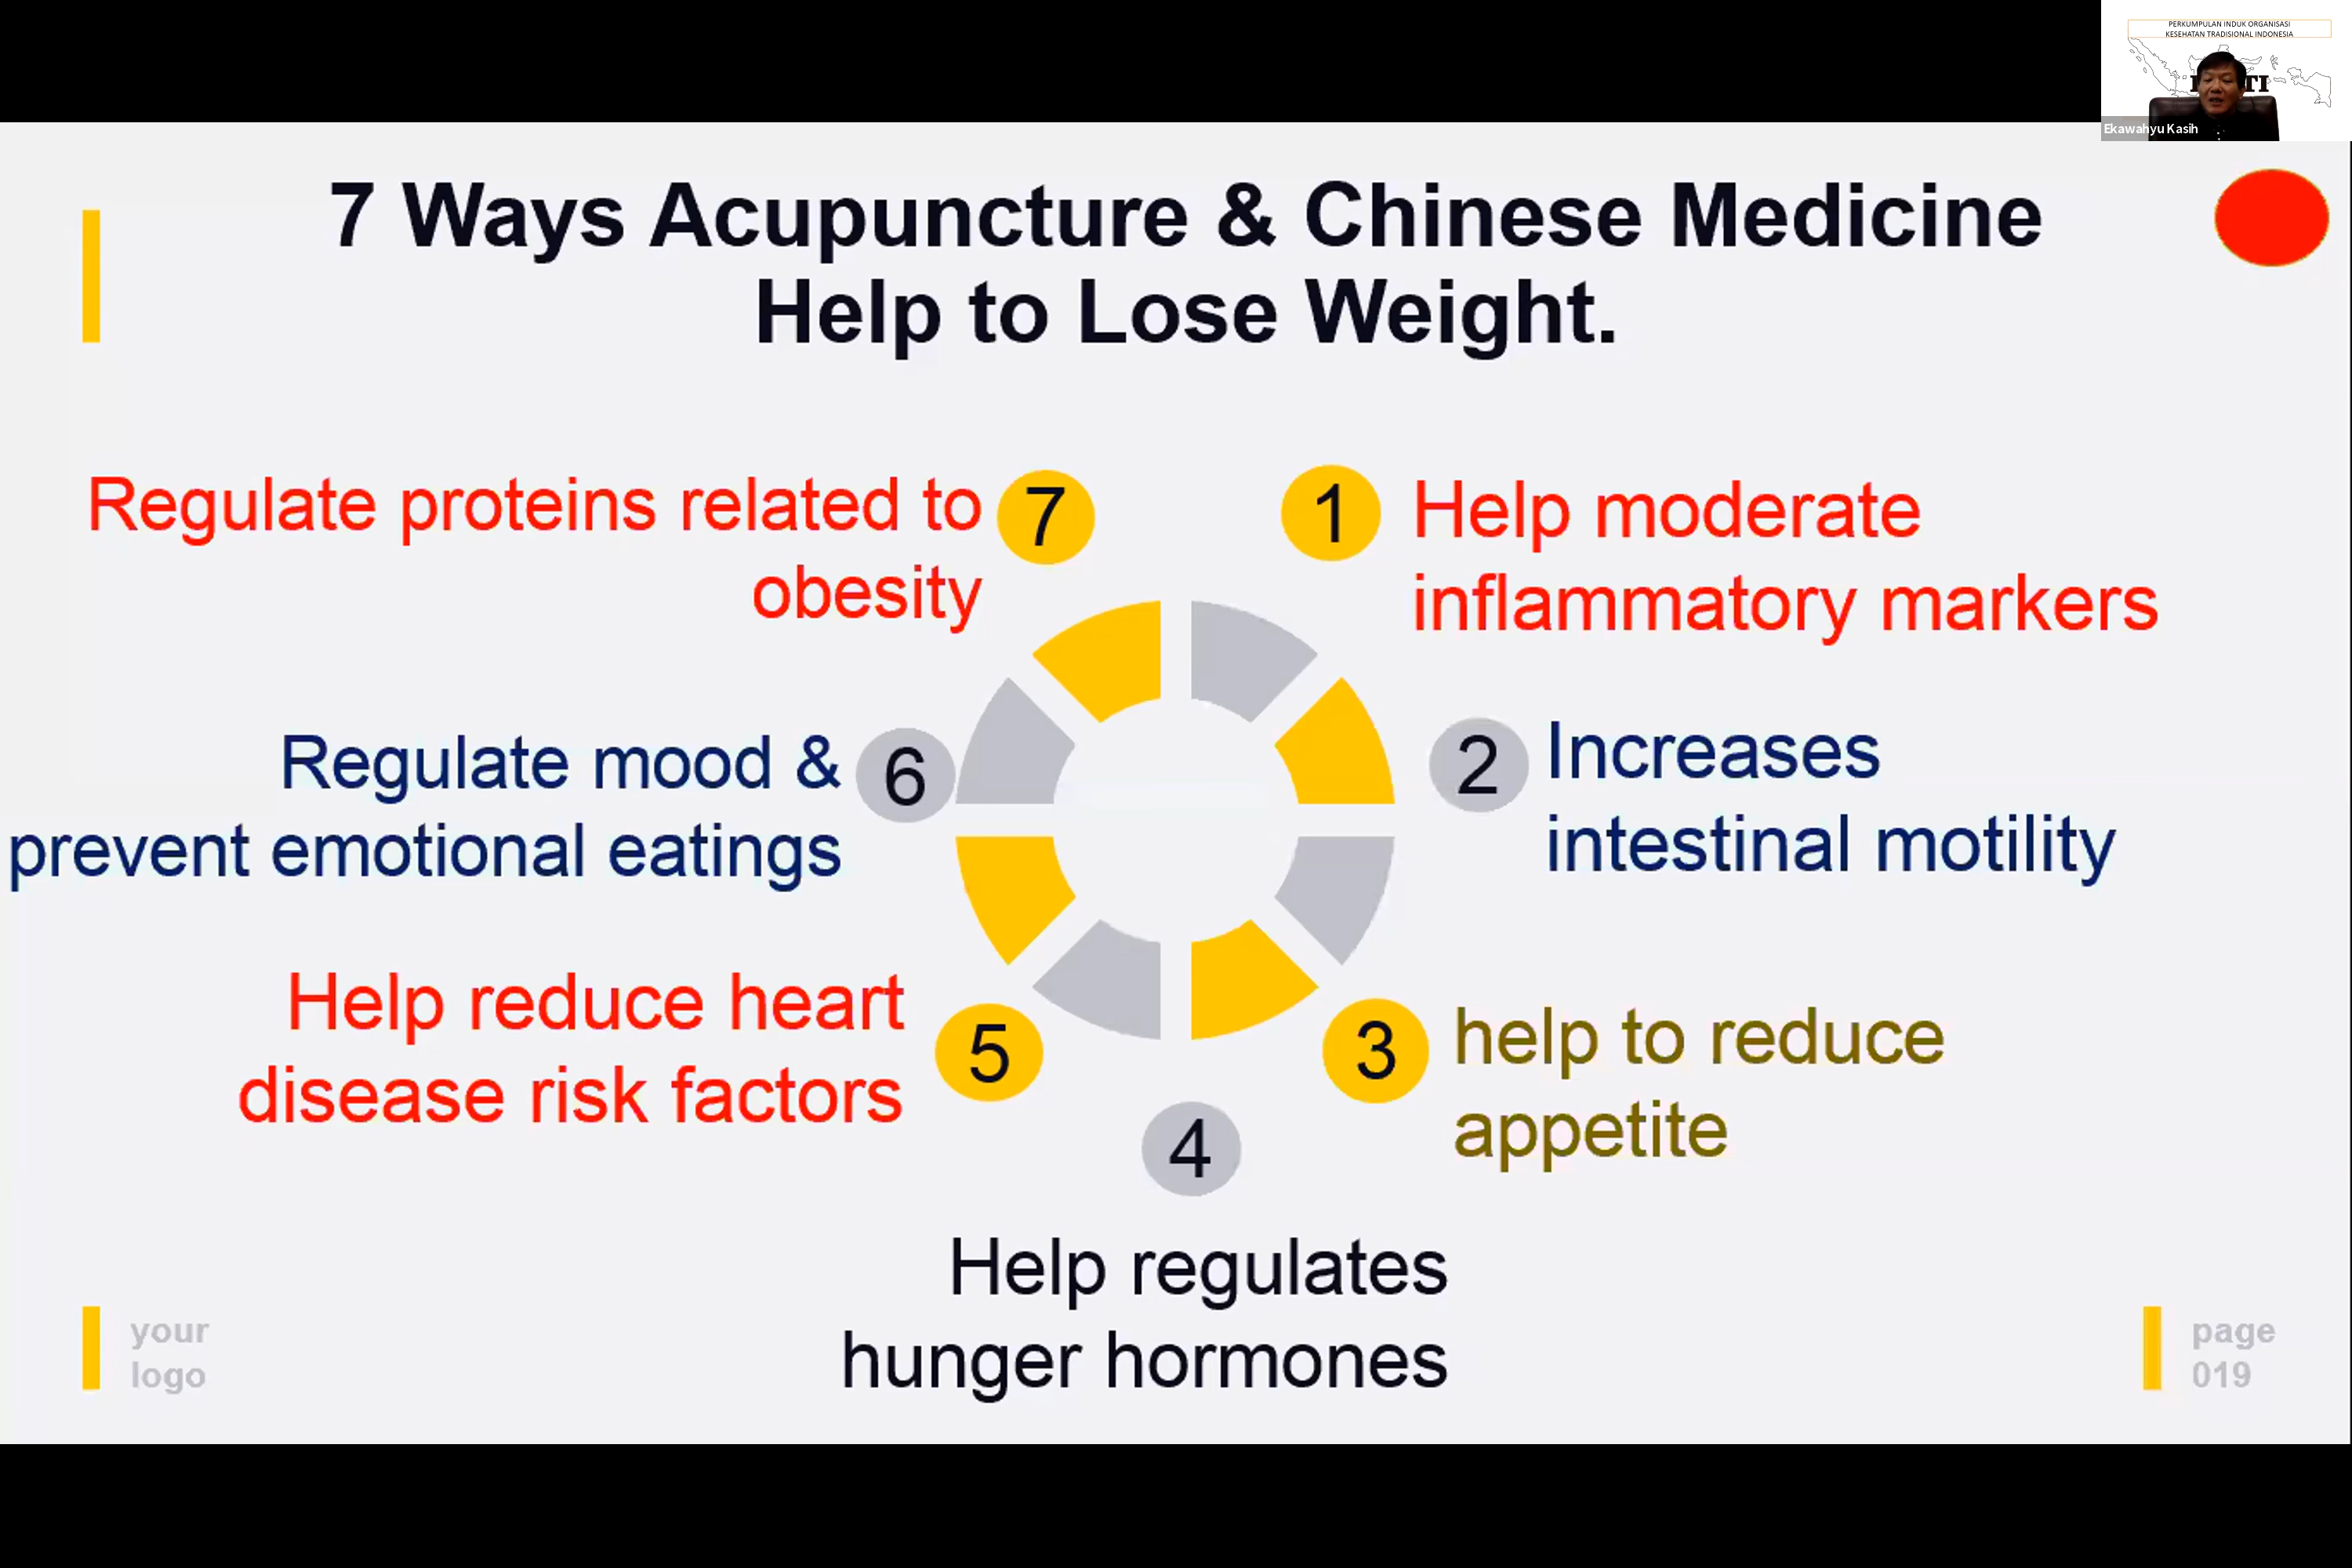 PERKUMPULAN INDUK ORGANISASI
KESEHATAN TRADISIONAL INDONESIA
Ekawahyu Kasih
7 Ways Acupuncture & Chinese Medicine
Help to Lose Weight.
1
Help moderate
inflammatory markers
2
Increases
intestinal motility
3
help to reduce
appetite
4
Help regulates
hunger hormones
5
Help reduce heart
disease risk factors
6
Regulate mood &
prevent emotional eatings
7
Regulate proteins related to
obesity
your
logo
page
019